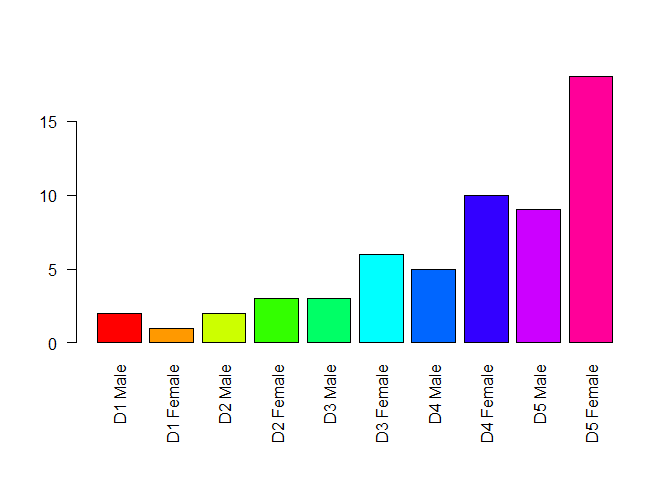 15
10
5
0
D1 Male
D1 Female
D2 Male
D2 Female
D3 Male
D3 Female
D4 Male
D4 Female
D5 Male
D5 Female